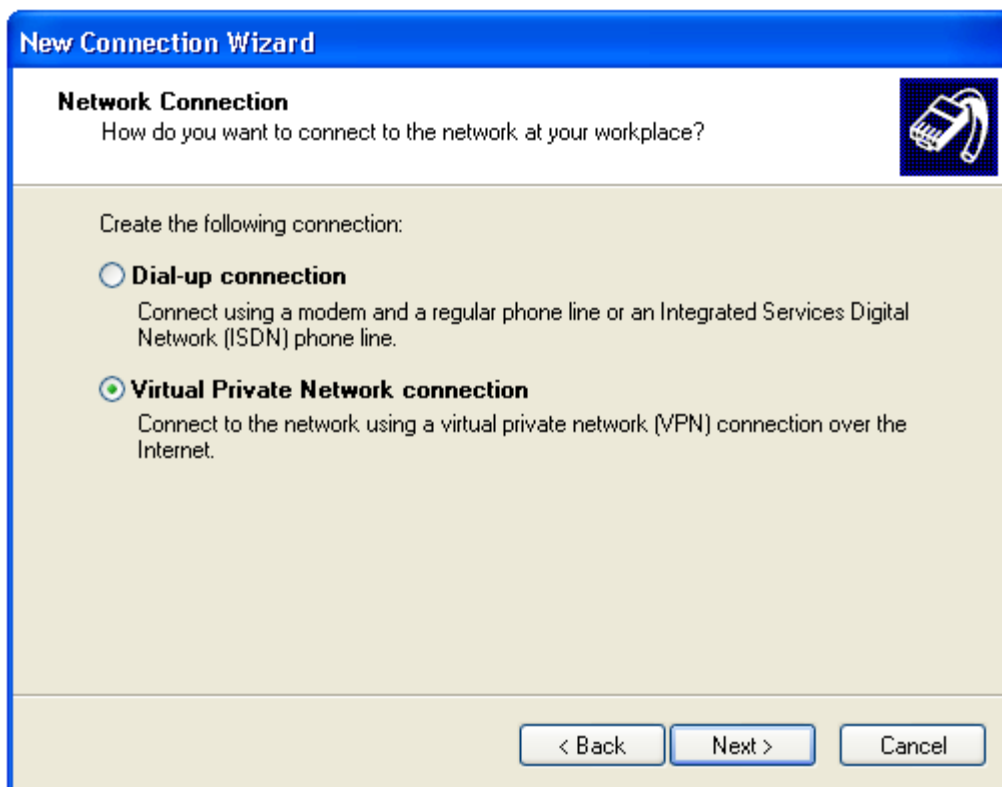 New Connection Wizard
Network Connection
How do you want to connect to the network at your workplace?
Create the following connection:
Dial-up connection
Connect using a modem and a regular phone line or an Integrated Services Digital
Network (ISDN) phone line.
Virtual Private Network connection
Connect to the network using a virtual private network (VPN) connection over the
Internet.
< Back
Next >
Cancel